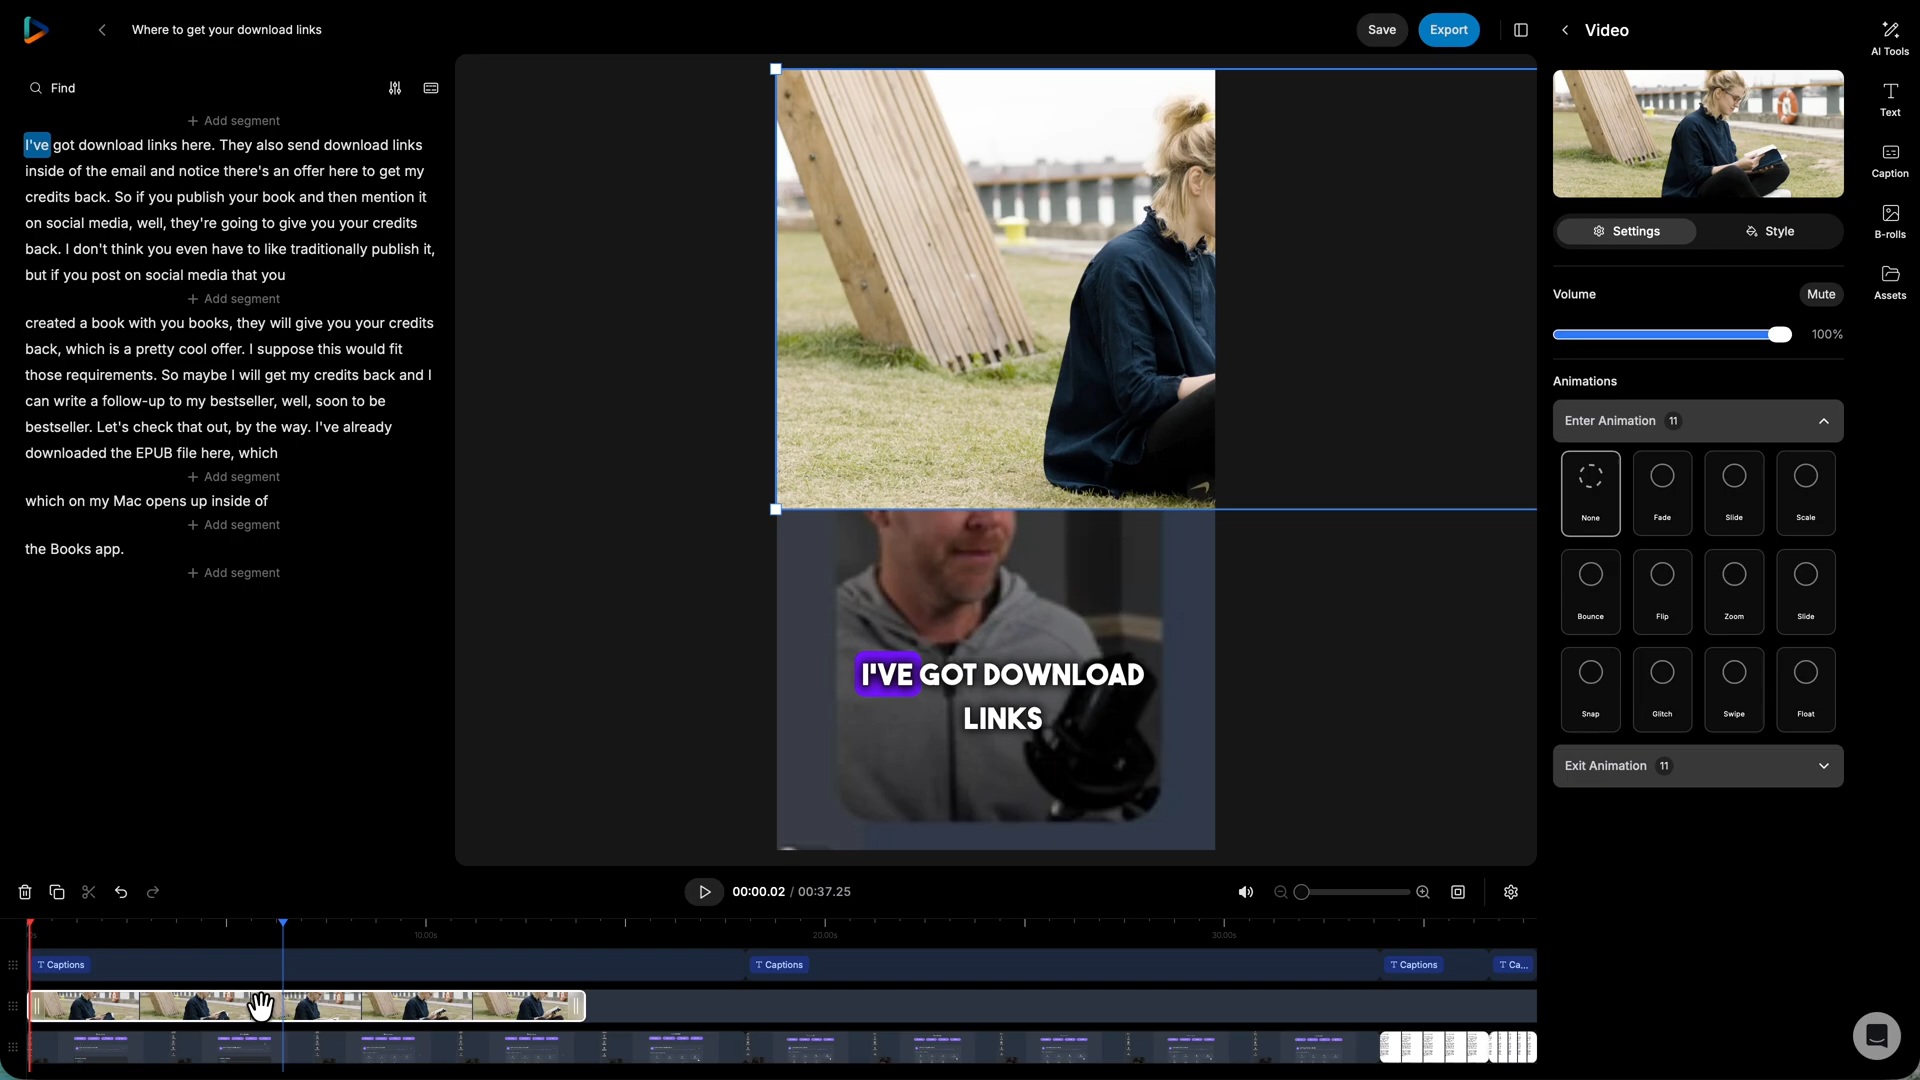 Where to get your download links
Save
Export
Video
AI Tools
Find
Text
+ Add segment
I've got download links here. They also send download links
inside of the email and notice there's an offer here to get my
credits back. So if you publish your book and then mention it
on social media, well, they're going to give you your credits
back. I don't think you even have to like traditionally publish it,
but if you post on social media that you
+ Add segment
created a book with you books, they will give you your credits
back, which is a pretty cool offer. I suppose this would fit
those requirements. So maybe I will get my credits back and I
can write a follow-up to my bestseller, well, soon to be
bestseller. Let's check that out, by the way. I've already
downloaded the EPUB file here, which
+ Add segment
which on my Mac opens up inside of
+ Add segment
the Books app.
+ Add segment
I'VE GOT DOWNLOAD
LINKS
Caption
B-rolls
Assets
Settings
Style
Volume
Mute
100%
Animations
Enter Animation 11
None
Fade
Slide
Scale
Bounce
Flip
Zoom
Slide
Snap
Glitch
Swipe
Float
Exit Animation 11
00:00.02 / 00:37.25
10.00s
20.00s
30.00s
T Captions
T Captions
T Captions
T Ca...